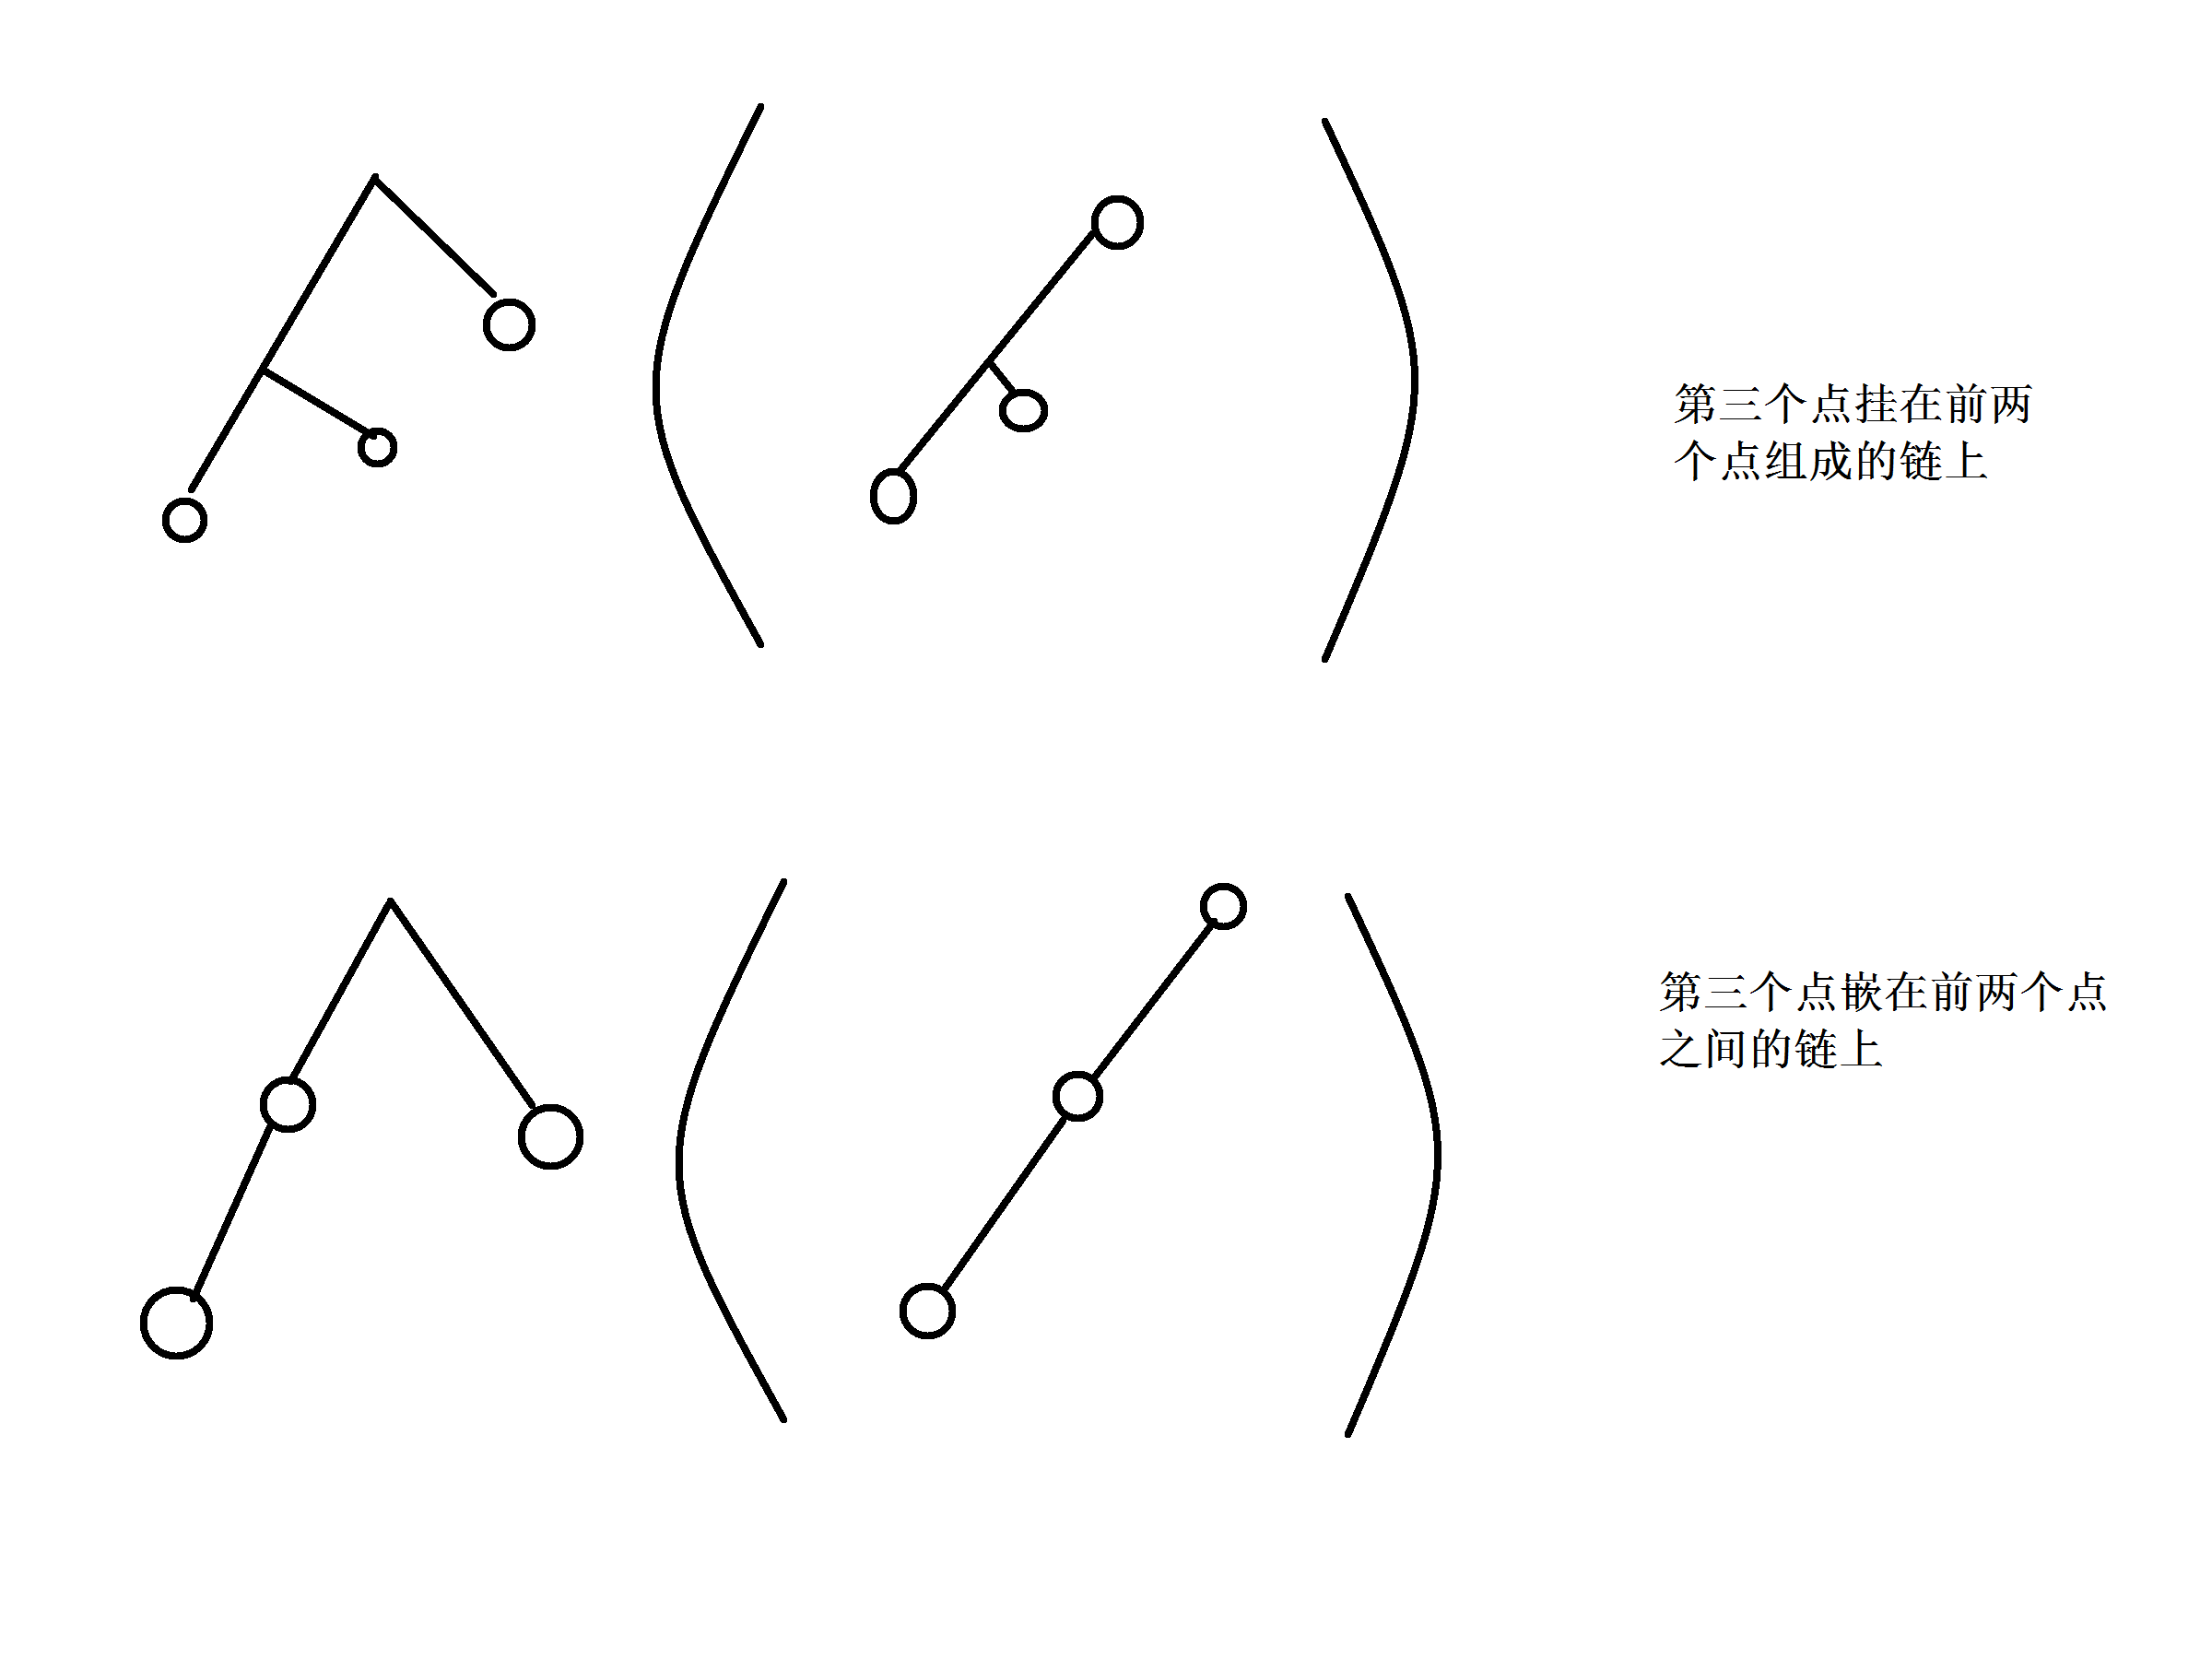 第三个点挂在前两
个点组成的链上
第三个点嵌在前两个点
之间的链上